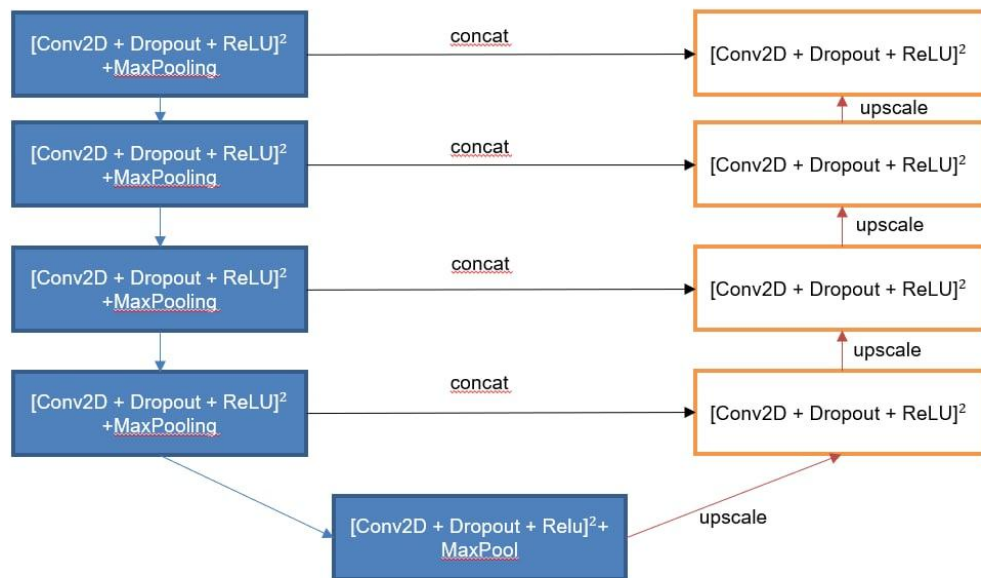 [Conv2D + Dropout + ReLU]²
+MaxPooling
concat
[Conv2D + Dropout + ReLU]²
upscale
[Conv2D + Dropout + ReLU]²
+MaxPooling
concat
[Conv2D + Dropout + ReLU]²
upscale
[Conv2D + Dropout + ReLU]²
+MaxPooling
concat
[Conv2D + Dropout + ReLU]²
upscale
[Conv2D + Dropout + ReLU]²
+MaxPooling
concat
[Conv2D + Dropout + ReLU]²
[Conv2D + Dropout + Relu]²+
MaxPool
upscale